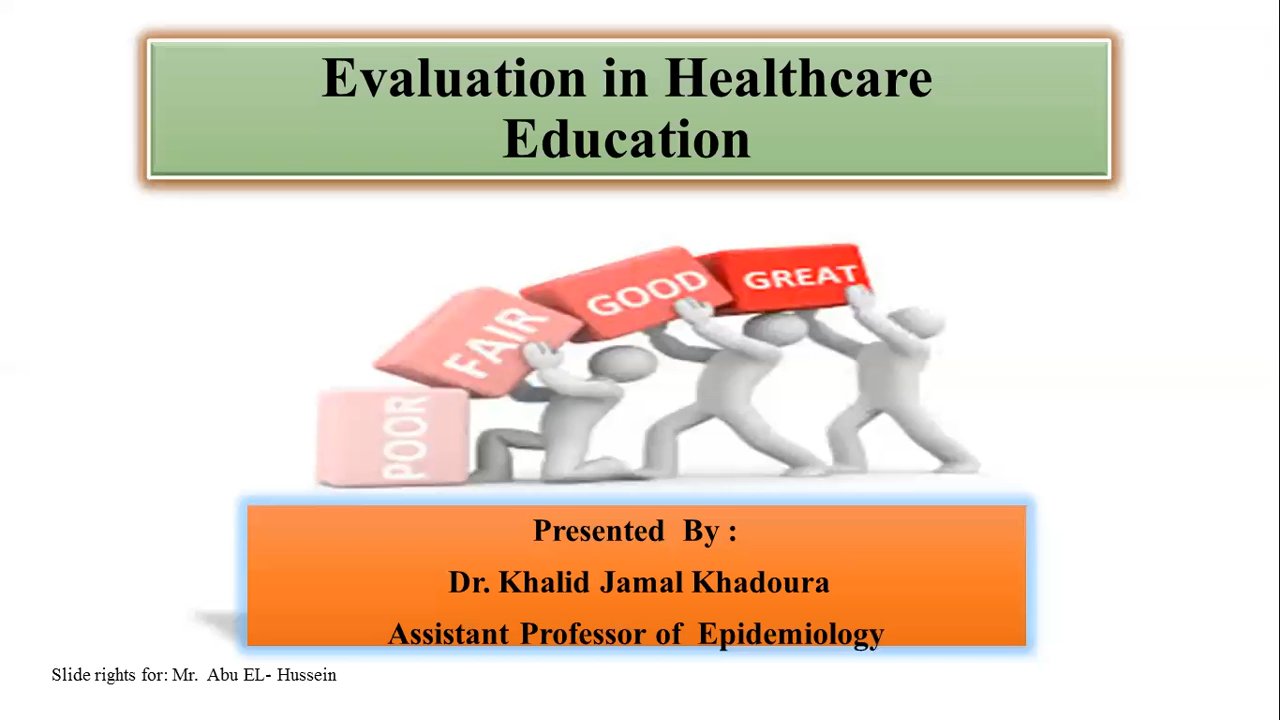 Evaluation in Healthcare
Education
POOR
FAIR
GOOD
GREAT
Presented By :
Dr. Khalid Jamal Khadoura
Assistant Professor of Epidemiology
Slide rights for: Mr. Abu EL- Hussein